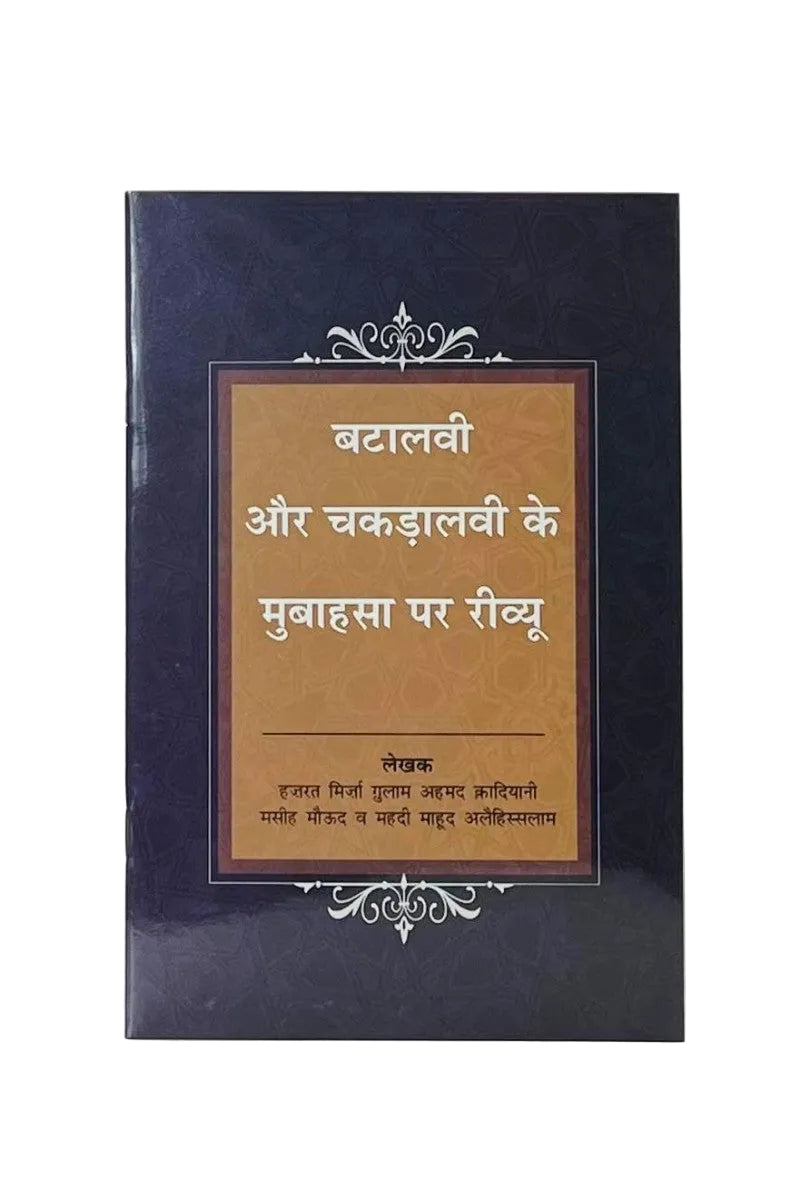 बटालवी
और चकड़ालवी के
मुबाहसा पर रीव्यू
लेखक
हज़रत मिर्ज़ा ग़ुलाम अहमद क़ादियानी
मसीह मौऊद व महदी माहूद अलैहिस्सलाम